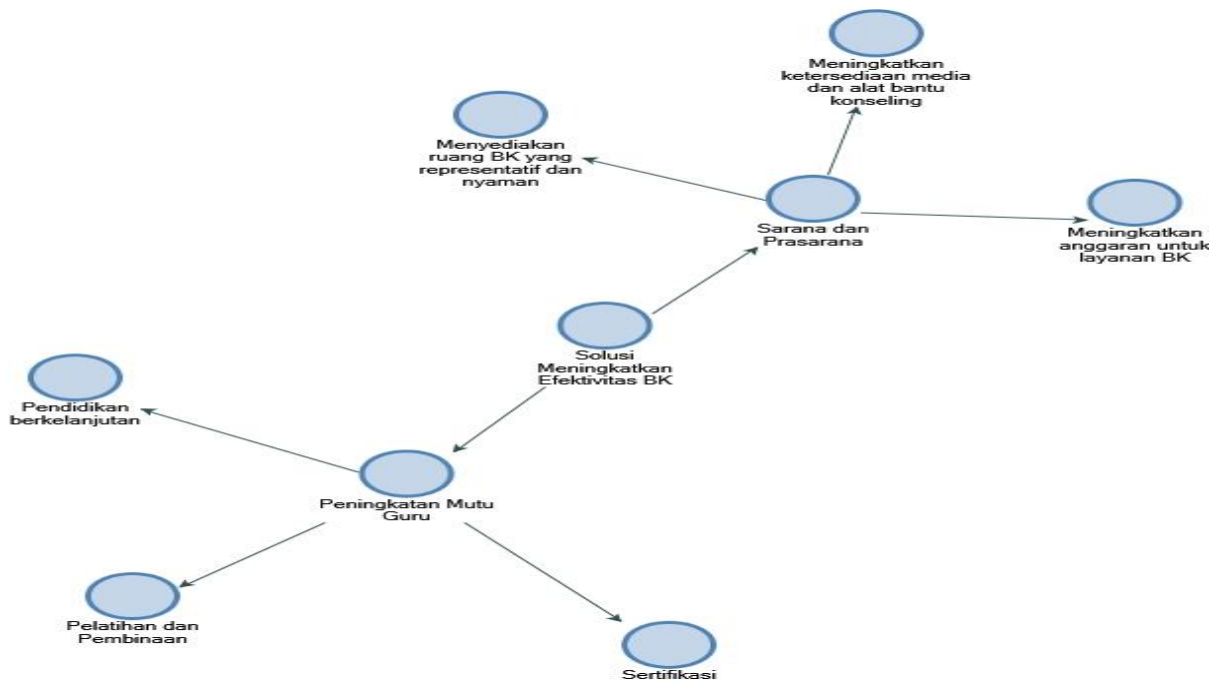 Meningkatkan
ketersediaan media
dan alat bantu
konseling
Menyediakan
ruang BK yang
representatif dan
nyaman
Sarana dan
Prasarana
Meningkatkan
anggaran untuk
layanan BK
Solusi
Meningkatkan
Efektivitas BK
Pendidikan
berkelanjutan
Peningkatan Mutu
Guru
Pelatihan dan
Pembinaan
Sertifikasi